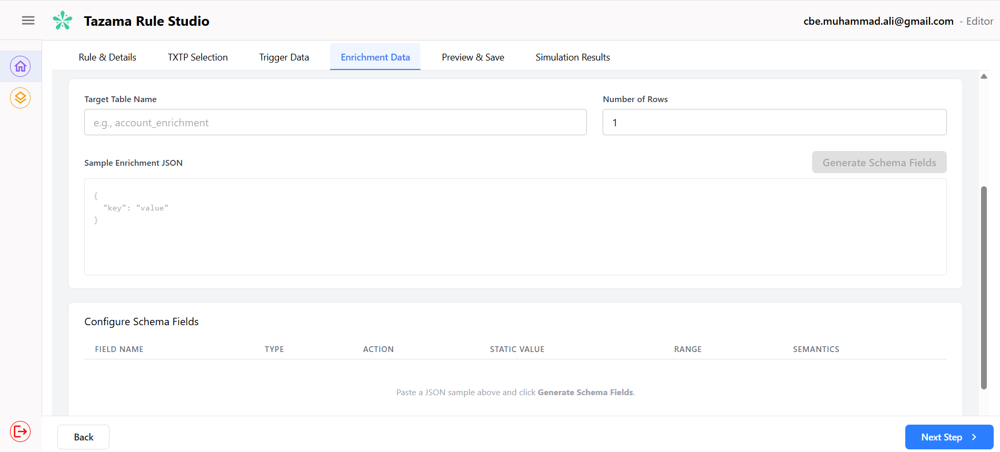 Tazama Rule Studio
cbe.muhammad.ali@gmail.com - Editor
Rule & Details TXTP Selection Trigger Data Enrichment Data Preview & Save Simulation Results
Target Table Name Number of Rows
e.g., account_enrichment 1
Sample Enrichment JSON Generate Schema Fields
{
"key": "value"
}
Configure Schema Fields
FIELD NAME TYPE ACTION STATIC VALUE RANGE SEMANTICS
Paste a JSON sample above and click Generate Schema Fields.
Back Next Step